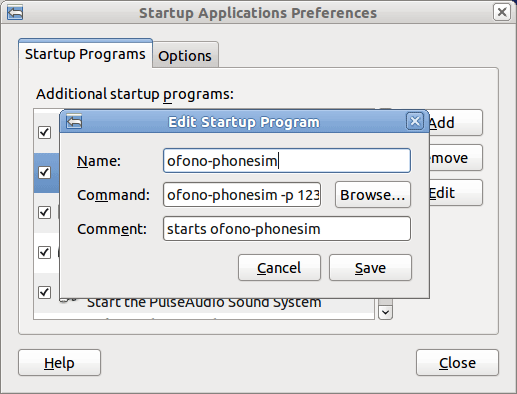 Startup Applications Preferences
Startup Programs
Options
Additional startup programs:
Edit Startup Program
Add
Name:
ofono-phonesim
emove
Command:
ofono-phonesim -p 123
Browse...
Edit
Comment:
starts ofono-phonesim
Cancel
Save
Start the PulseAudio Sound System
Help
Close